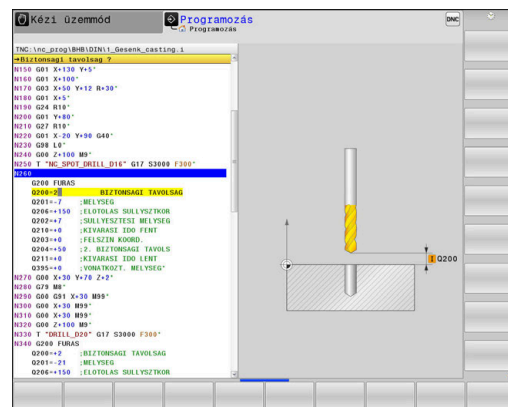 Kézi üzemmód
Programozás
Programozás
DNC
TNC:\nc_prog\BHB\DIN\1_Gesenk_casting.i
→Biztonsagi tavolsag ?
N150 G01 X+130 Y+5*
N160 G01 X+100*
N170 G03 X+50 Y+12 R+30*
N180 G01 X+5*
N190 G24 R10*
N200 G01 Y+80*
N210 G27 R10*
N220 G01 X-20 Y+90 G40*
N230 G98 L0*
N240 G00 Z+100 M9*
N250 T "NC_SPOT_DRILL_D16" G17 S3000 F300*
N260
G200 FURAS
Q200=2 BIZTONSAGI TAVOLSAG
Q201=-7 ;MELYSEG
Q206=+150 ;ELOTOLAS SULLYSZTKOR
Q202=+7 ;SULLYESZTESI MELYSEG
Q210=+0 ;KIVARASI IDO FENT
Q203=+0 ;FELSZIN KOORD.
Q204=+50 ;2. BIZTONSAGI TAVOLS
Q211=+0 ;KIVARASI IDO LENT
Q395=+0 ;VONATKOZT. MELYSEG*
N270 G00 X+30 Y+70 Z+2*
N280 G79 M8*
N290 G00 G91 X+30 M99*
N300 G00 X+30 M99*
N310 G00 X+30 M99*
N320 G00 Z+100 M9*
N330 T "DRILL_D20" G17 S3000 F300*
N340 G200 FURAS
Q200=+2 ;BIZTONSAGI TAVOLSAG
Q201=-21 ;MELYSEG
Q206=+150 ;ELOTOLAS SULLYSZTKOR
I Q200